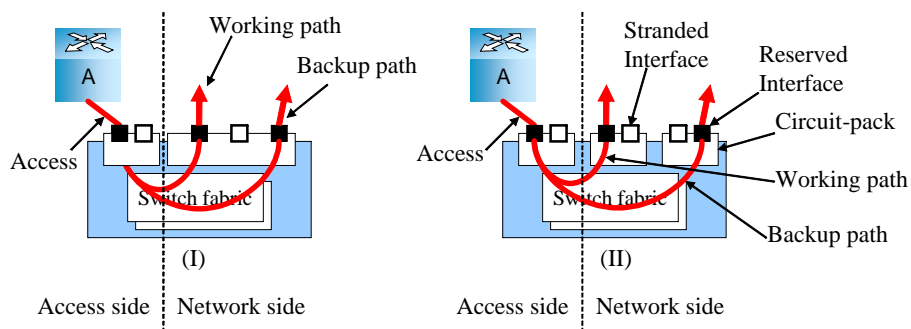 Working path
Backup path
A
Access
Switch fabric
(I)
Access side
Network side
Stranded
Interface
Reserved
Interface
A
Circuit-pack
Access
Working path
Switch fabric
Backup path
(II)
Access side
Network side